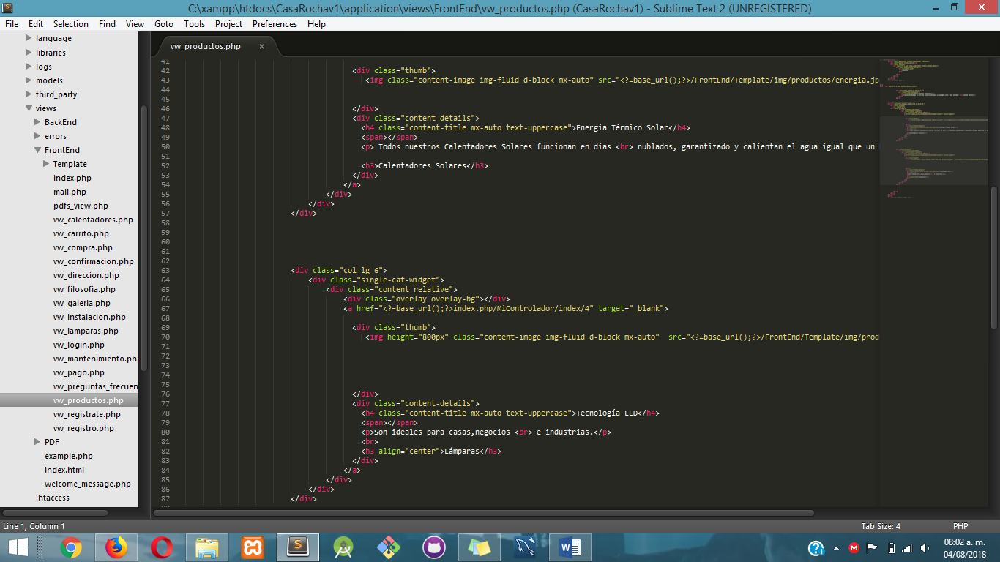 C:\xampp\htdocs\CasaRochav1\application\views\FrontEnd\vw_productos.php (CasaRochav1) - Sublime Text 2 (UNREGISTERED)
File Edit Selection Find View Goto Tools Project Preferences Help
language
libraries
logs
models
third_party
views
BackEnd
errors
FrontEnd
Template
index.php
mail.php
pdfs_view.php
vw_calentadores.php
vw_carrito.php
vw_compra.php
vw_confirmacion.php
vw_direccion.php
vw_filosofia.php
vw_galeria.php
vw_instalacion.php
vw_lamparas.php
vw_login.php
vw_mantenimiento.php
vw_pago.php
vw_preguntas_frecuen
vw_productos.php
vw_registrate.php
vw_registro.php
PDF
example.php
index.html
welcome_message.php
.htaccess
vw_productos.php ×
41
42 <div class="thumb">
43 <img class="content-image img-fluid d-block mx-auto" src="<?=base_url();?>/FrontEnd/Template/img/productos/energia.jp
44
45
46 </div>
47 <div class="content-details">
48 <h4 class="content-title mx-auto text-uppercase">Energía Térmico Solar</h4>
49 <span></span>
50 <p> Todos nuestros Calentadores Solares funcionan en días <br> nublados, garantizado y calientan el agua igual que un
51
52 <h3>Calentadores Solares</h3>
53 </div>
54 </a>
55 </div>
56 </div>
57 </div>
58
59
60
61
62
63 <div class="col-lg-6">
64 <div class="single-cat-widget">
65 <div class="content relative">
66 <div class="overlay overlay-bg"></div>
67 <a href="<?=base_url();?>index.php/MiControlador/index/4" target="_blank">
68
69 <div class="thumb">
70 <img height="800px" class="content-image img-fluid d-block mx-auto"  src="<?=base_url();?>/FrontEnd/Template/img/prod
71
72
73
74
75
76 </div>
77 <div class="content-details">
78 <h4 class="content-title mx-auto text-uppercase">Tecnología LED</h4>
79 <span></span>
80 <p>Son ideales para casas,negocios <br> e industrias.</p>
81 <br>
82 <h3 align="center">Lámparas</h3>
83 </div>
84 </a>
85 </div>
86 </div>
87 </div>
Line 1, Column 1 Tab Size: 4 PHP
08:02 a. m.
04/08/2018